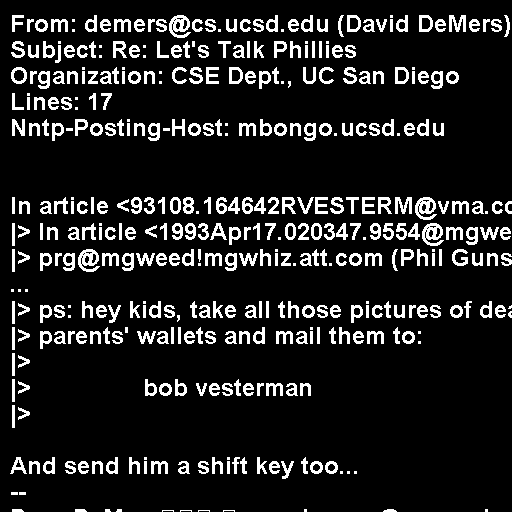 From: demers@cs.ucsd.edu (David DeMers)
Subject: Re: Let's Talk Phillies
Organization: CSE Dept., UC San Diego
Lines: 17
Nntp-Posting-Host: mbongo.ucsd.edu
In article <93108.164642RVESTERM@vma.cc
|> In article <1993Apr17.020347.9554@mgwe
|> prg@mgweed!mgwhiz.att.com (Phil Guns
...
|> ps: hey kids, take all those pictures of dea
|> parents' wallets and mail them to:
|>
|> bob vesterman
|>
And send him a shift key too...
--